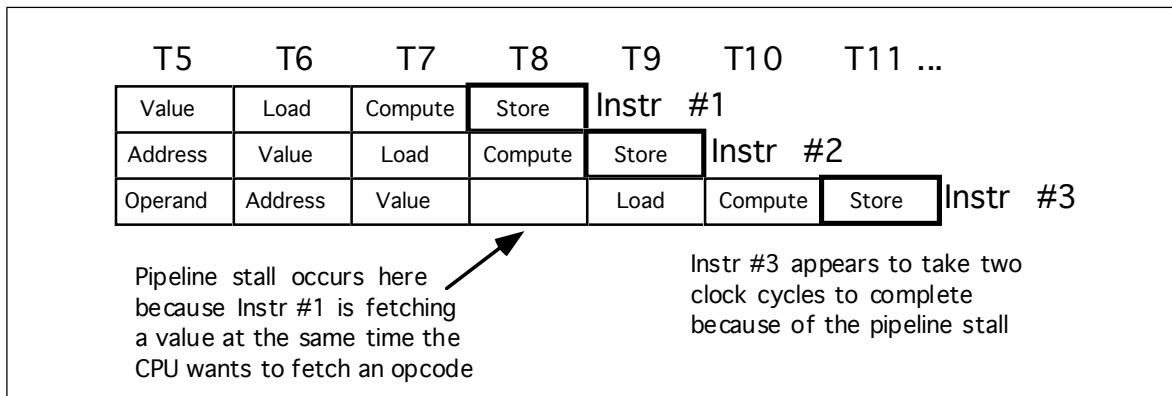 T5 T6 T7 T8 T9 T10 T11 ...
Value Load Compute Store Instr #1
Address Value Load Compute Store Instr #2
Operand Address Value Load Compute Store Instr #3
Pipeline stall occurs here
because Instr #1 is fetching
a value at the same time the
CPU wants to fetch an opcode
Instr #3 appears to take two
clock cycles to complete
because of the pipeline stall